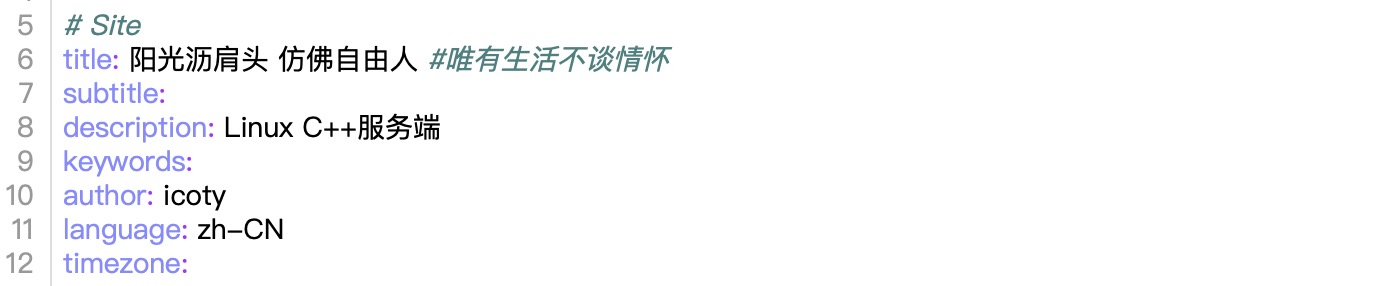 5 # Site
6 title: 阳光沥肩头 仿佛自由人 #唯有生活不谈情怀
7 subtitle:
8 description: Linux C++服务端
9 keywords:
10 author: icoty
11 language: zh-CN
12 timezone: